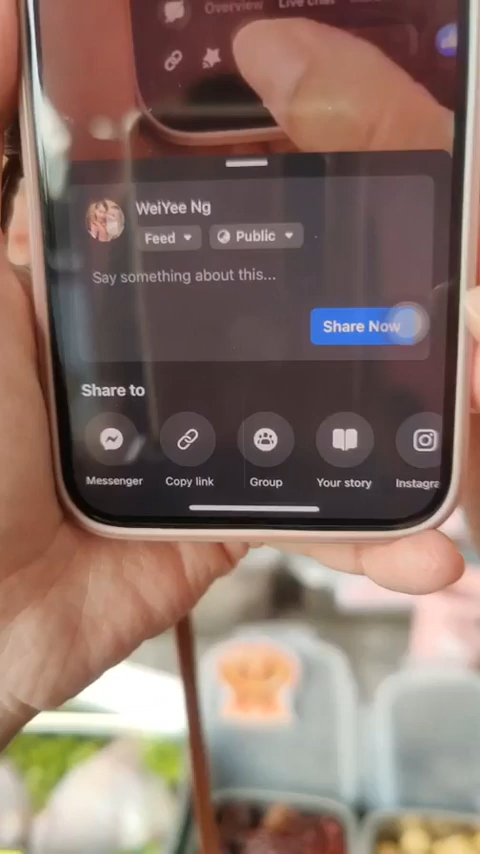 Overview Live chat
WeiYee Ng
Feed
Public
Say something about this...
Share Now
Share to
Messenger
Copy link
Group
Your story
Instagra